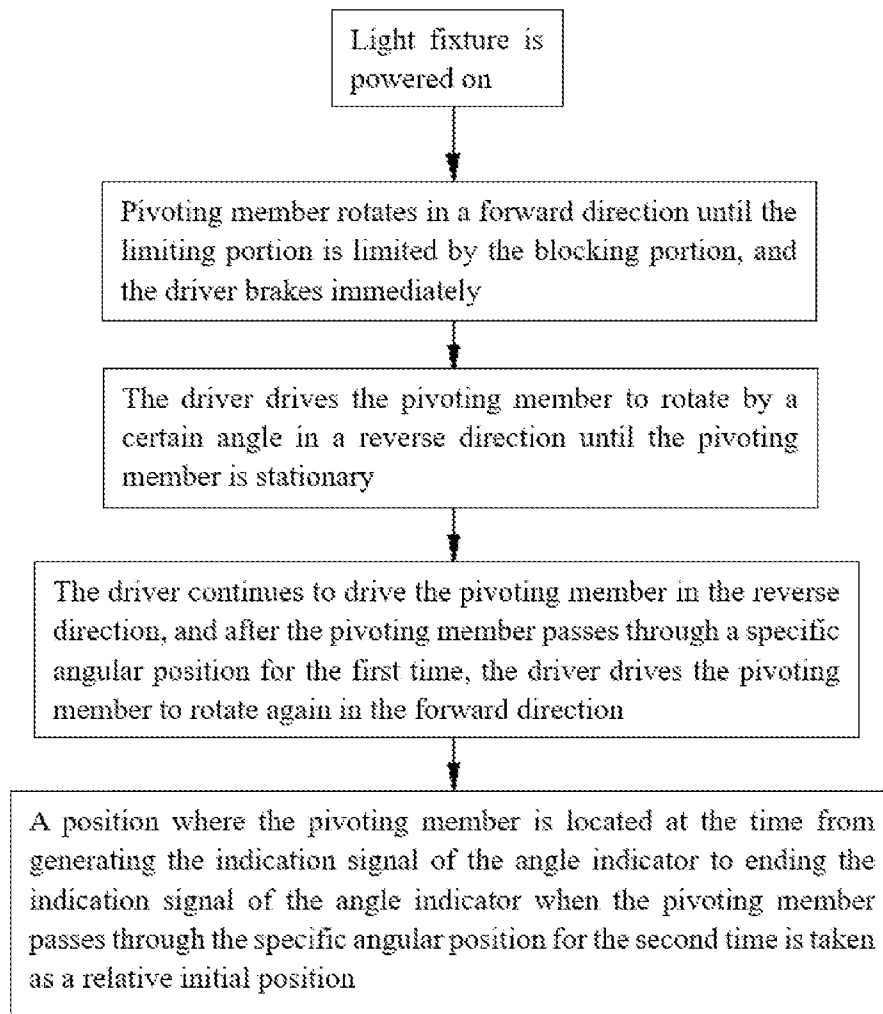 Light fixture is
powered on
Pivoting member rotates in a forward direction until the
limiting portion is limited by the blocking portion, and
the driver brakes immediately
The driver drives the pivoting member to rotate by a
certain angle in a reverse direction until the pivoting
member is stationary
The driver continues to drive the pivoting member in the reverse
direction, and after the pivoting member passes through a specific
angular position for the first time, the driver drives the pivoting
member to rotate again in the forward direction
A position where the pivoting member is located at the time from
generating the indication signal of the angle indicator to ending the
indication signal of the angle indicator when the pivoting member
passes through the specific angular position for the second time is taken
as a relative initial position